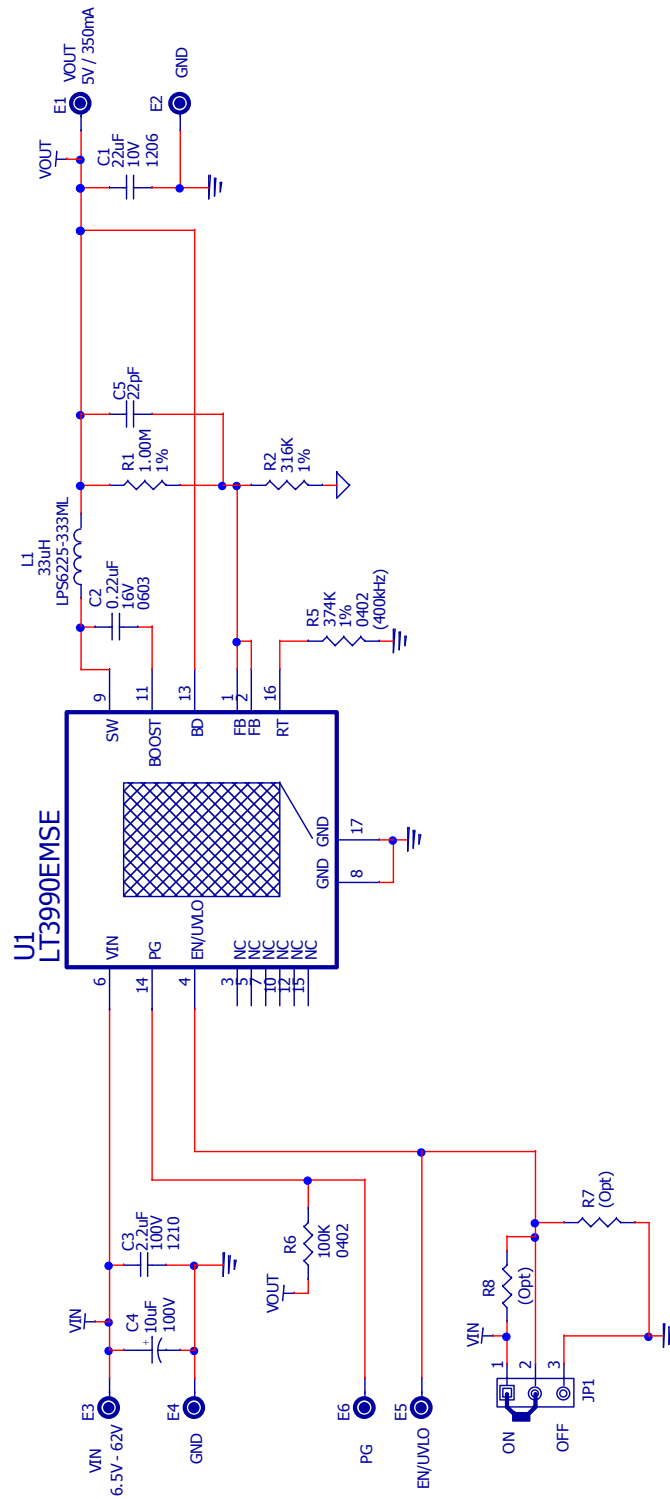 VIN
6.5V - 62V
E3
E4
GND
VIN
C4
10uF
100V
+
C3
2.2uF
100V
1210
VOUT
R6
100K
0402
E6
PG
E5
EN/UVLO
VIN
R8
(Opt)
R7
(Opt)
1
2
3
ON
OFF
JP1
U1
LT3990EMSE
6
VIN
14
PG
4
EN/UVLO
3
NC
5
NC
7
NC
10
NC
12
NC
15
NC
GND
8
GND
17
SW
9
BOOST
11
BD
13
FB
1
FB
2
RT
16
L1
33uH
LPS6225-333ML
C2
0.22uF
16V
0603
R5
374K
1%
0402
(400kHz)
R1
1.00M
1%
C5
22pF
R2
316K
1%
VOUT
C1
22uF
10V
1206
E1
VOUT
5V / 350mA
E2
GND